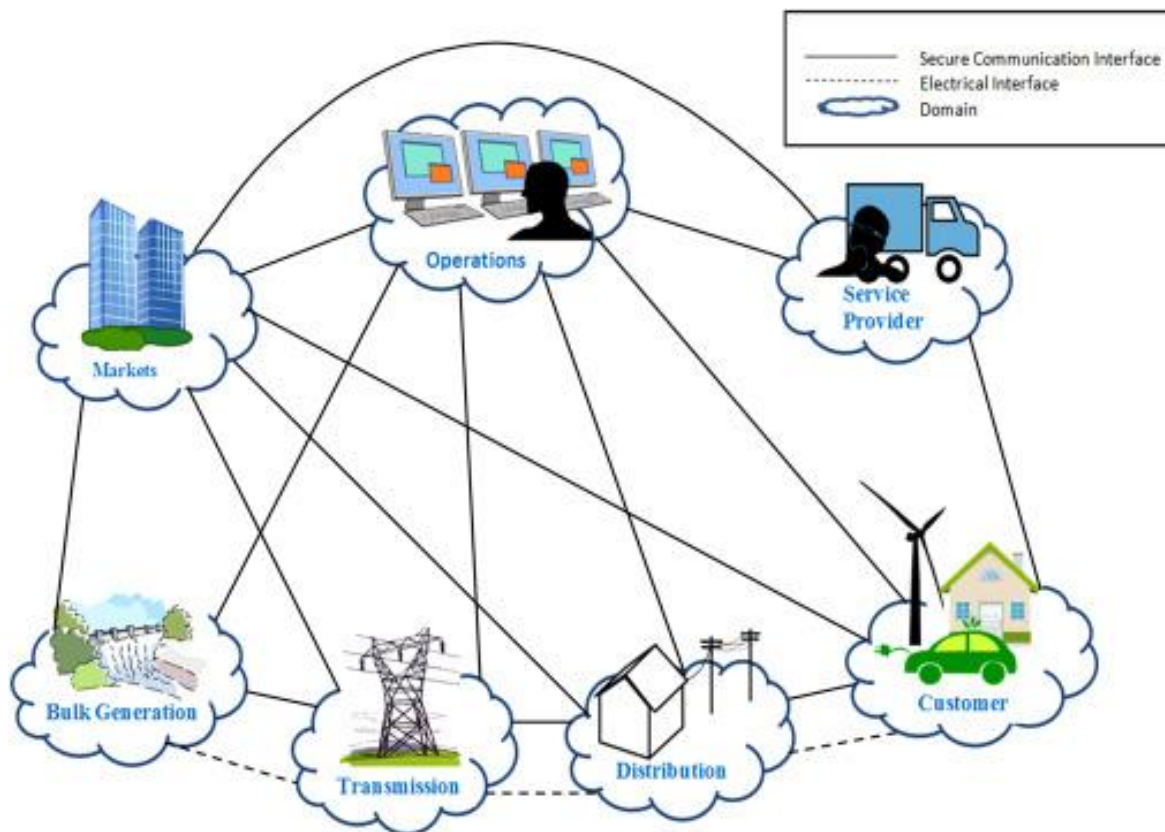 Secure Communication Interface
Electrical Interface
Domain
Operations
Service
Provider
Markets
Bulk Generation
Transmission
Distribution
Customer